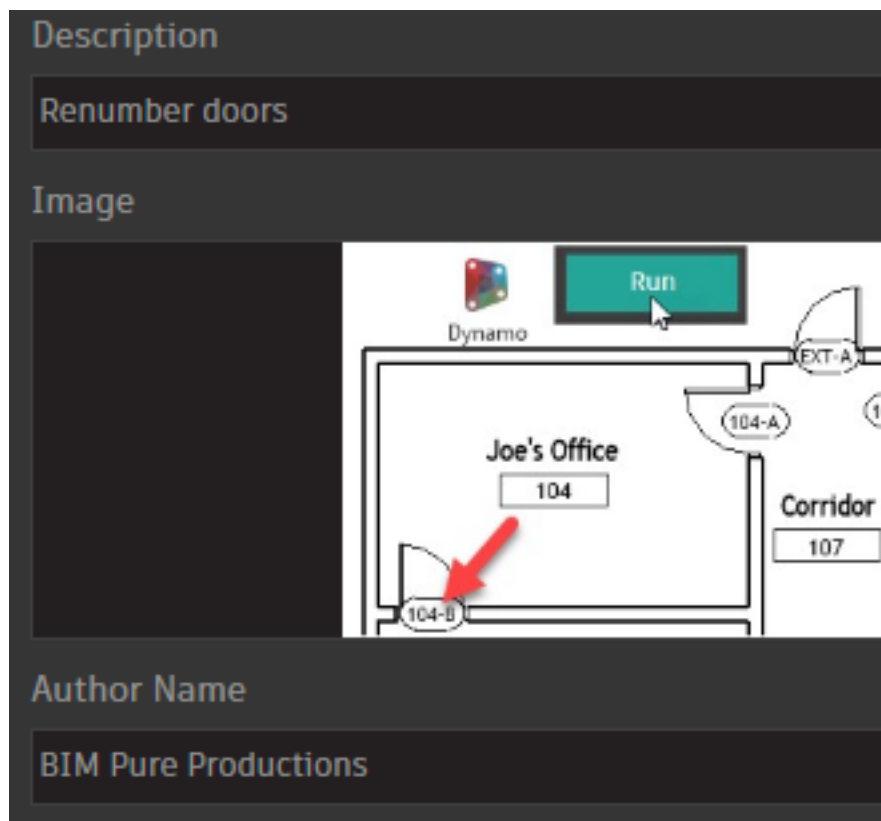 Description
Renumber doors
Image
Run
Dynamo
EXT-A
104-A
Joe's Office
104
Corridor
107
104-B
Author Name
BIM Pure Productions